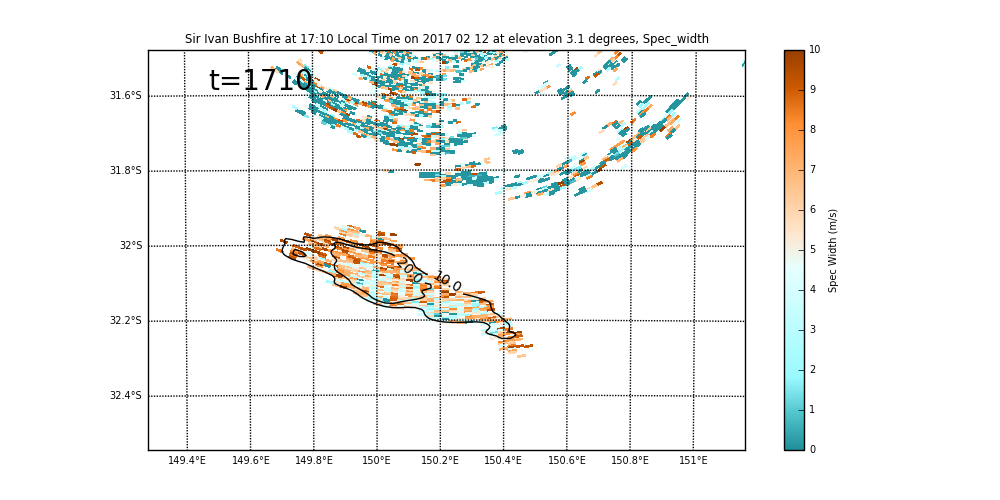 Sir Ivan Bushfire at 17:10 Local Time on 2017 02 12 at elevation 3.1 degrees, Spec_width
t=1710
31.6°S
31.8°S
32°S
32.2°S
32.4°S
20.0
10.0
149.4°E 149.6°E 149.8°E 150°E 150.2°E 150.4°E 150.6°E 150.8°E 151°E
10
9
8
7
6
5
4
3
2
1
0
Spec Width (m/s)